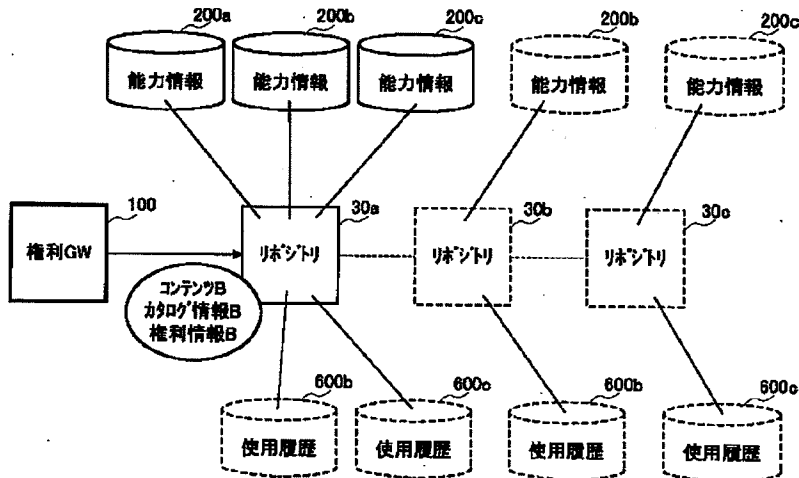 200a
200b
200c
200b
200c
能力情報
能力情報
能力情報
能力情報
能力情報
100
30a
30b
30c
権利GW
リポジトリ
リポジトリ
リポジトリ
コンテンツB
カタログ情報B
権利情報B
600b
600c
600b
600c
使用履歴
使用履歴
使用履歴
使用履歴